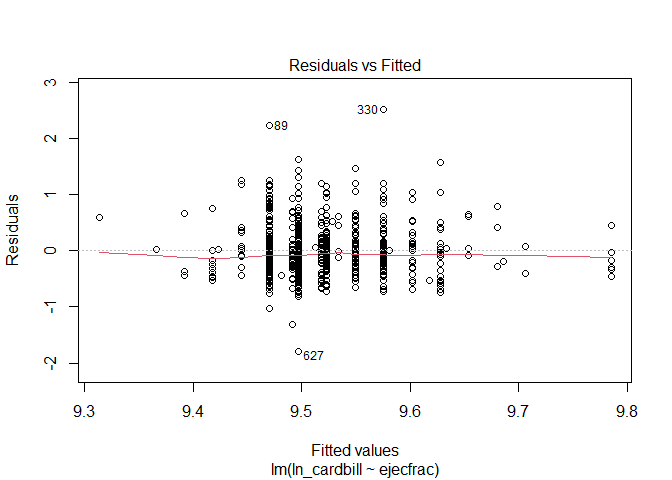 Residuals vs Fitted
3
2
1
0
-1
-2
Residuals
89
330
627
9.3 9.4 9.5 9.6 9.7 9.8
Fitted values
lm(ln_cardbill ~ ejecfrac)